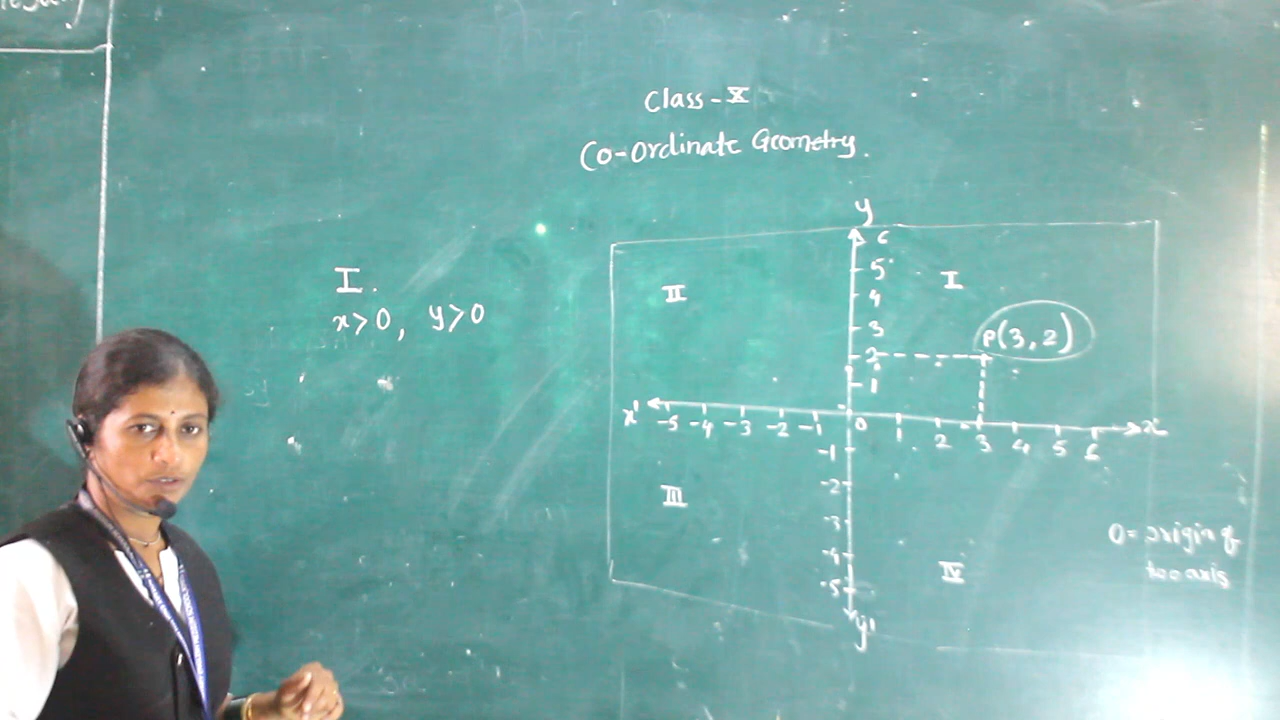 Class - X
Co-Ordinate Geometry.
I.
x > 0, y > 0
y
6
5
4
3
2
1
II
I
P(3, 2)
x' -5 -4 -3 -2 -1 0 1 2 3 4 5 6 x
-1
-2
-3
-4
-5
y'
III
IV
0 = origin of
two axis